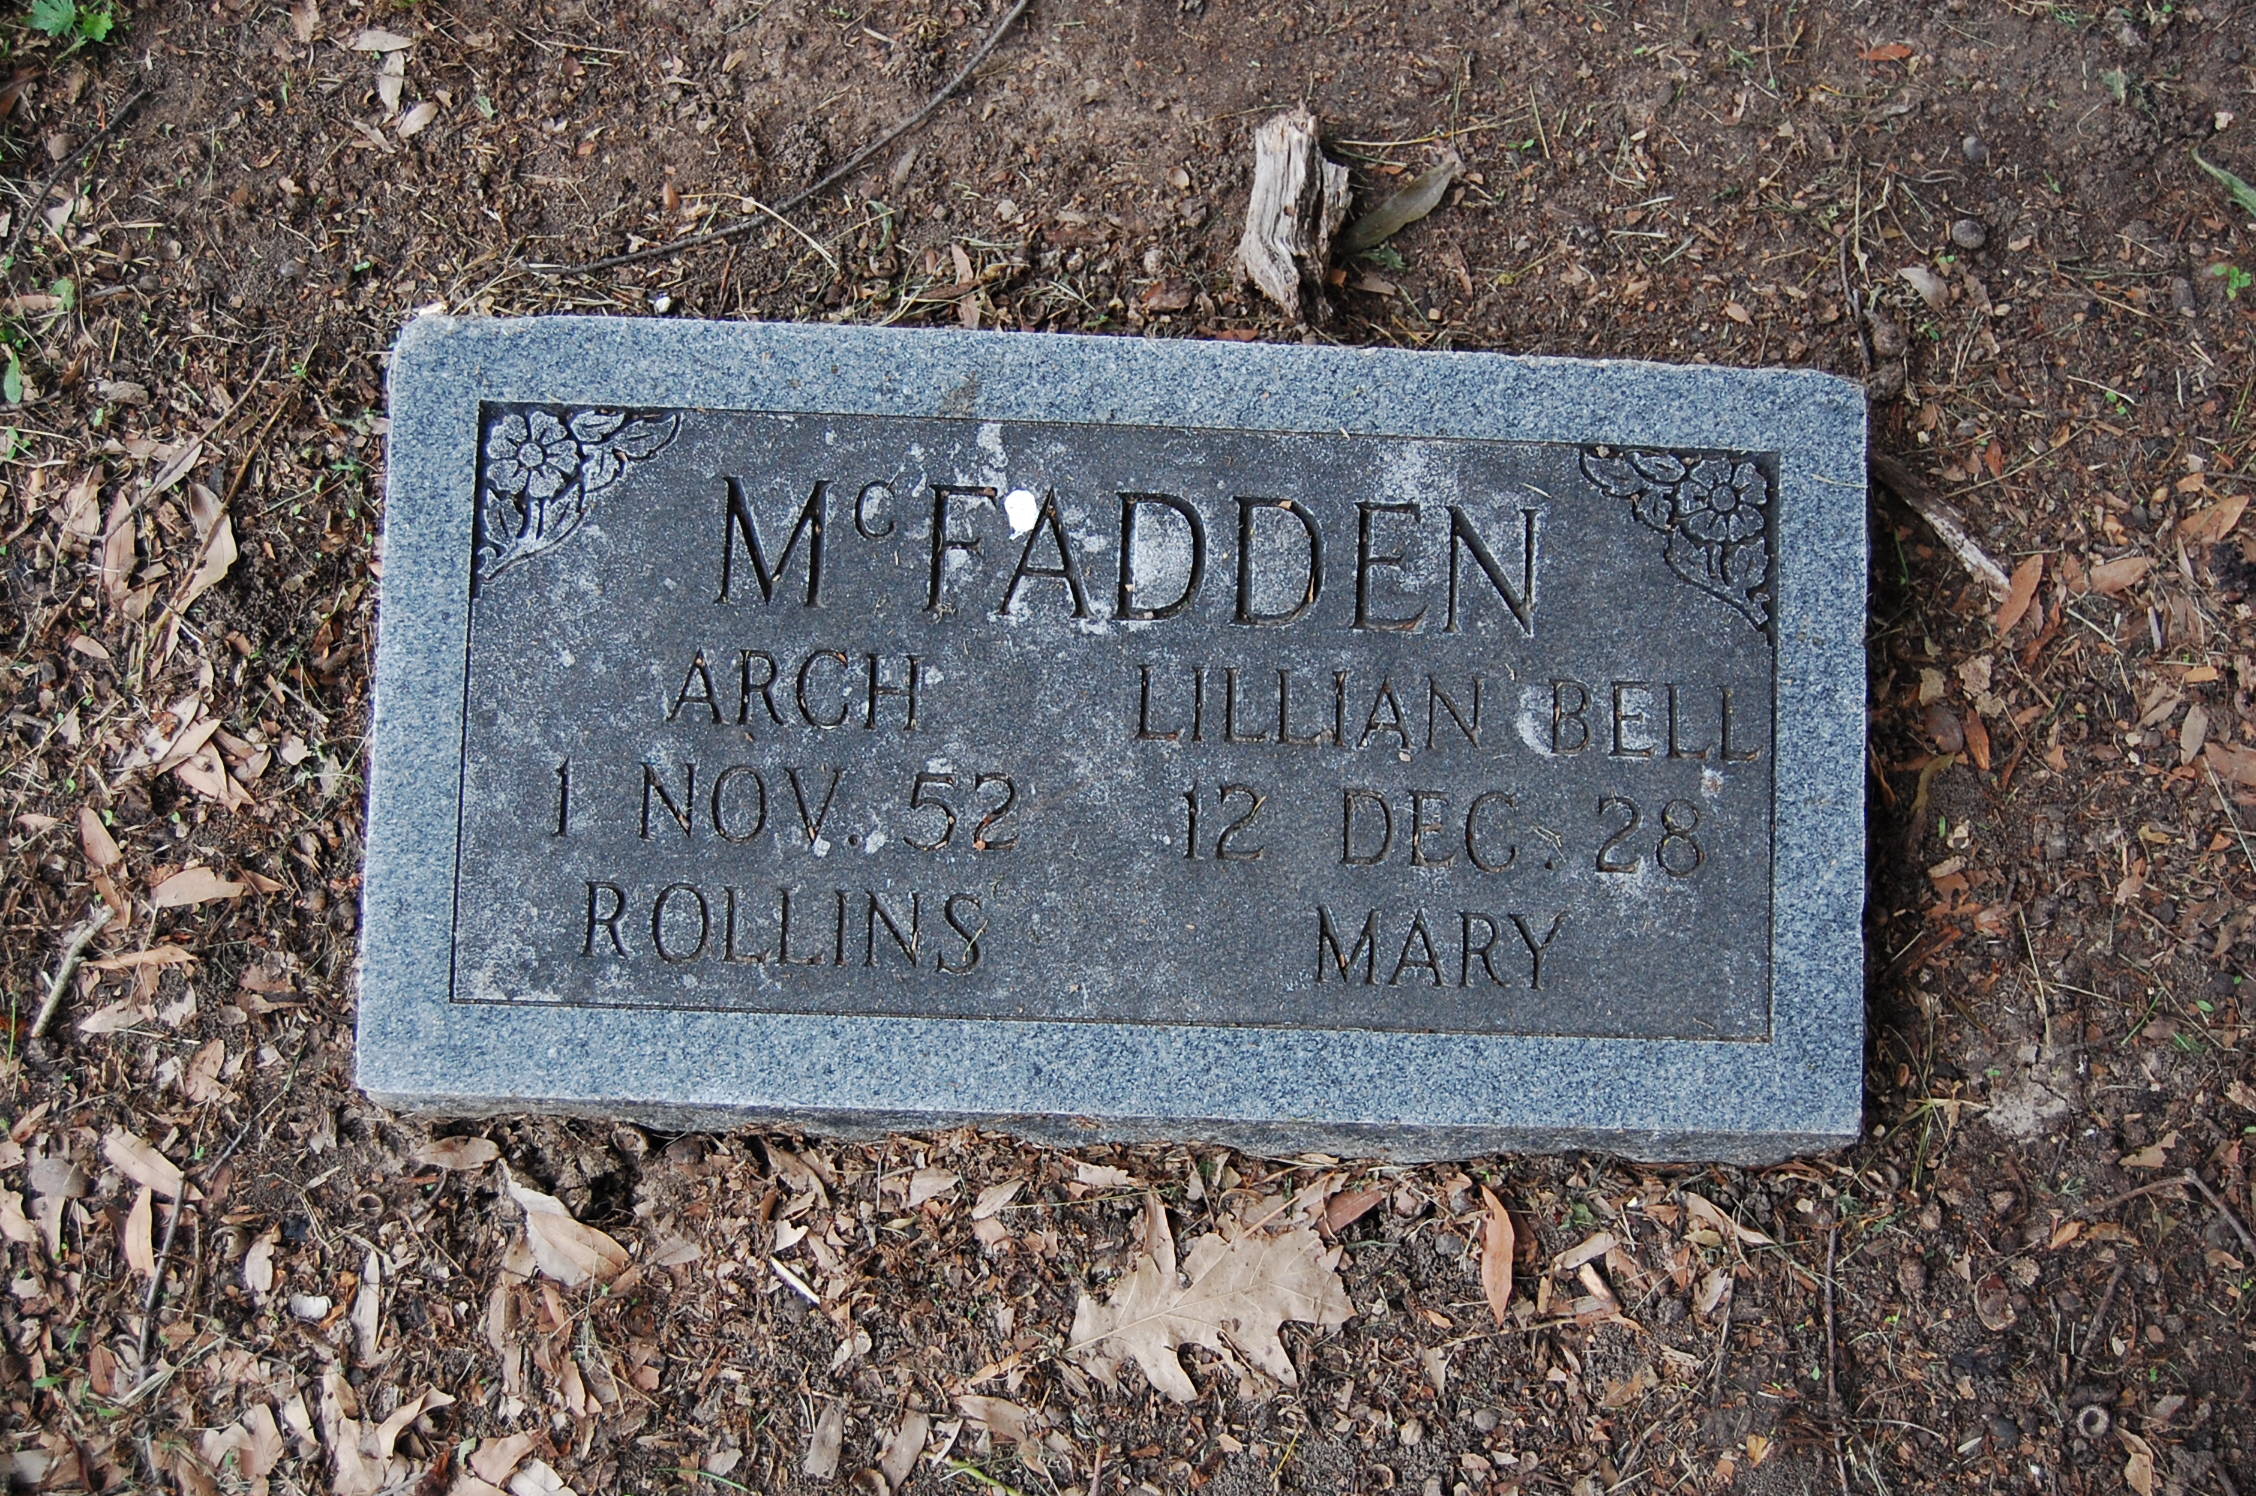 McFADDEN
ARCH LILLIAN BELL
1 NOV. 52 12 DEC. 28
ROLLINS MARY